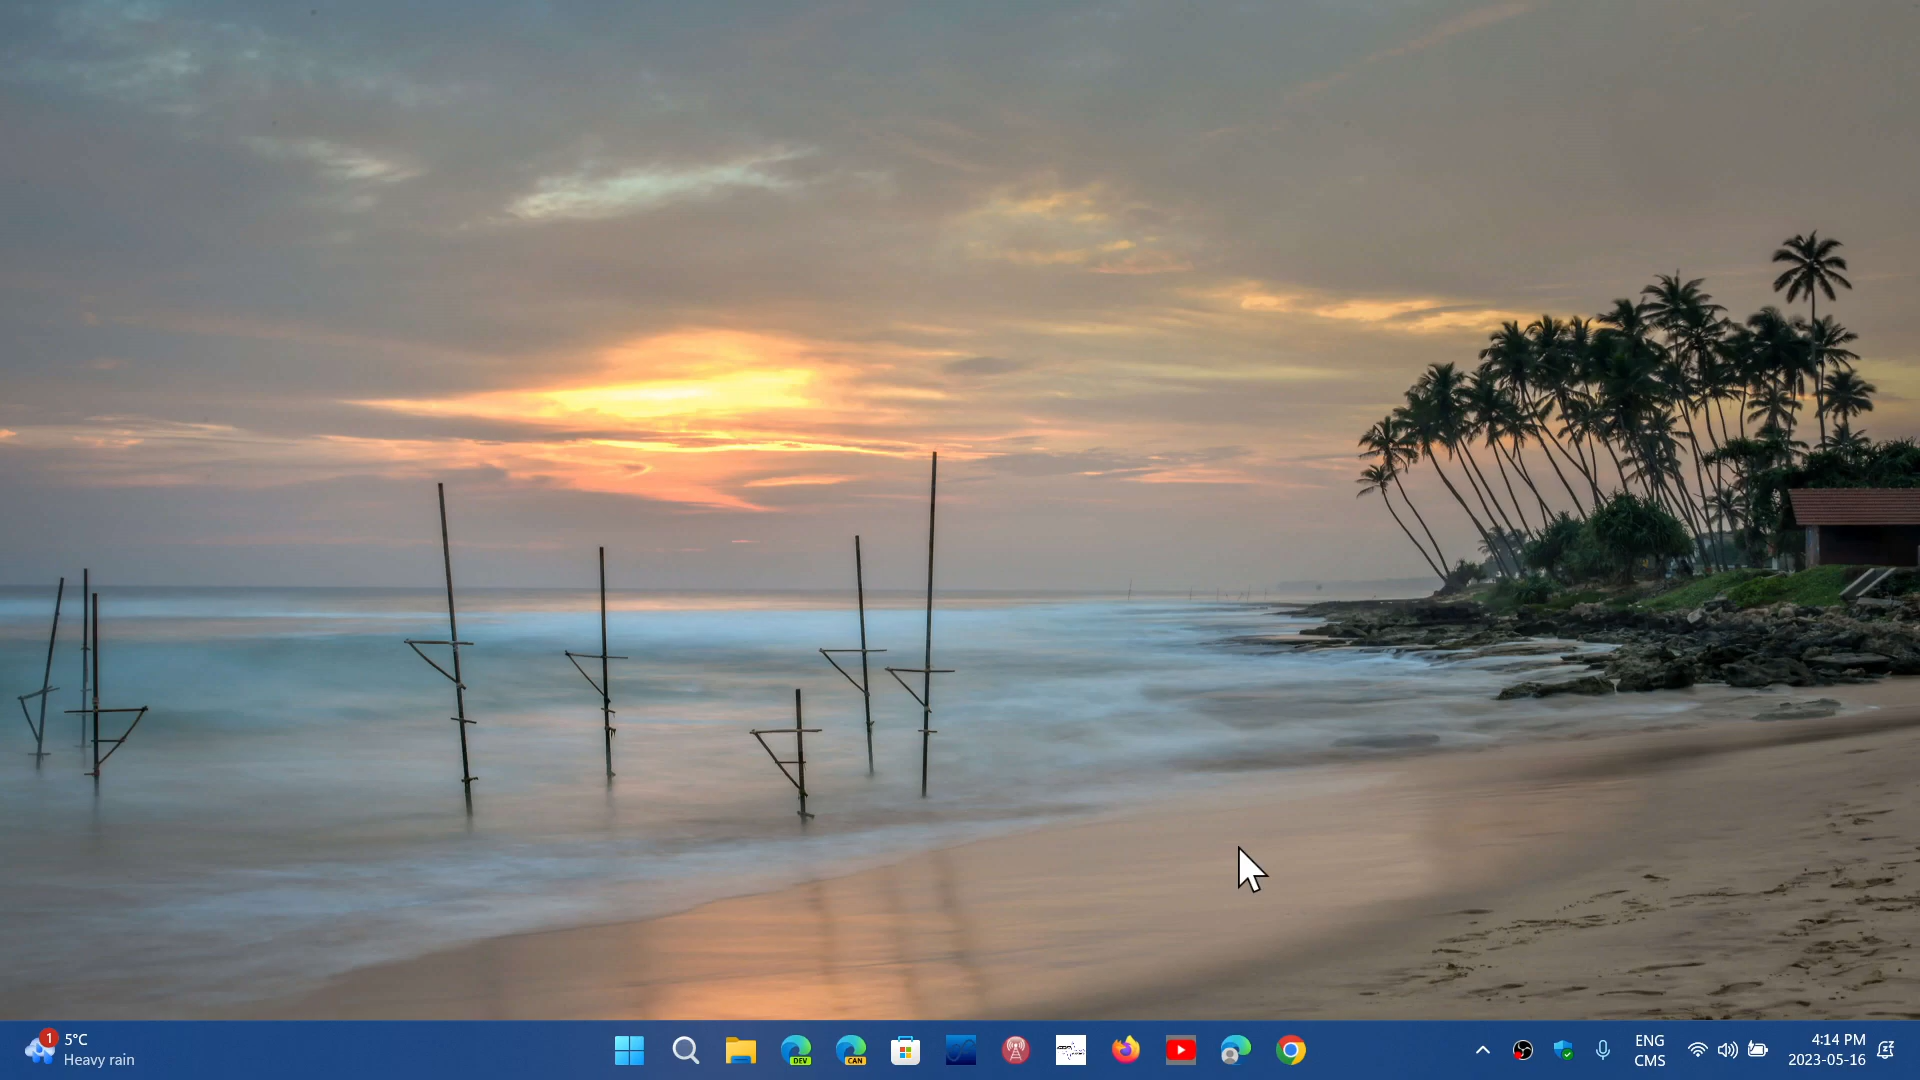 1
5°C
Heavy rain
DEV
CAN
ENG
CMS
4:14 PM
2023-05-16